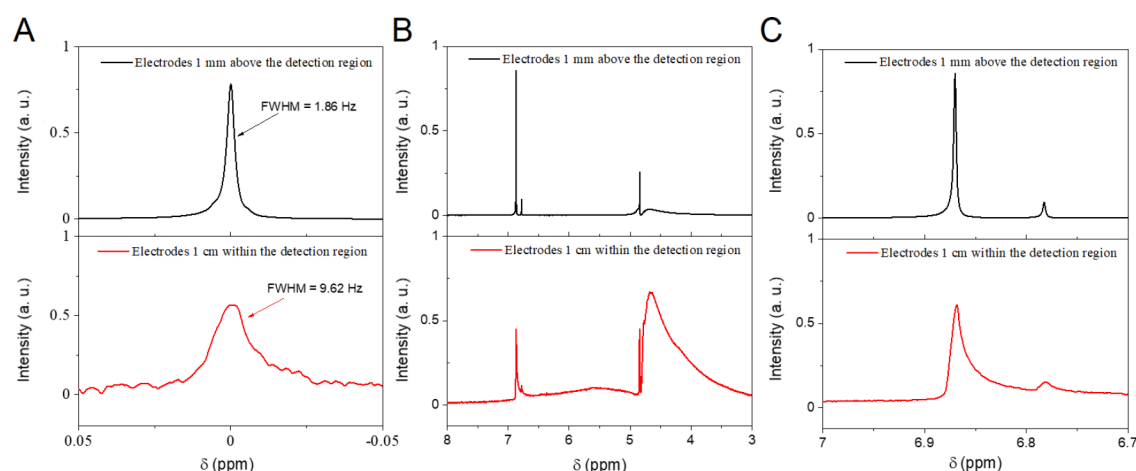 A
1
Electrodes 1 mm above the detection region
FWHM = 1.86 Hz
0.5
0
Intensity (a. u.)
1
Electrodes 1 cm within the detection region
FWHM = 9.62 Hz
0.5
0
Intensity (a. u.)
0.05
0
-0.05
δ (ppm)
B
1
Electrodes 1 mm above the detection region
0.5
0
Intensity (a. u.)
1
Electrodes 1 cm within the detection region
0.5
0
Intensity (a. u.)
8
7
6
5
4
3
δ (ppm)
C
1
Electrodes 1 mm above the detection region
0.5
0
Intensity (a. u.)
1
Electrodes 1 cm within the detection region
0.5
0
Intensity (a. u.)
7
6.9
6.8
6.7
δ (ppm)